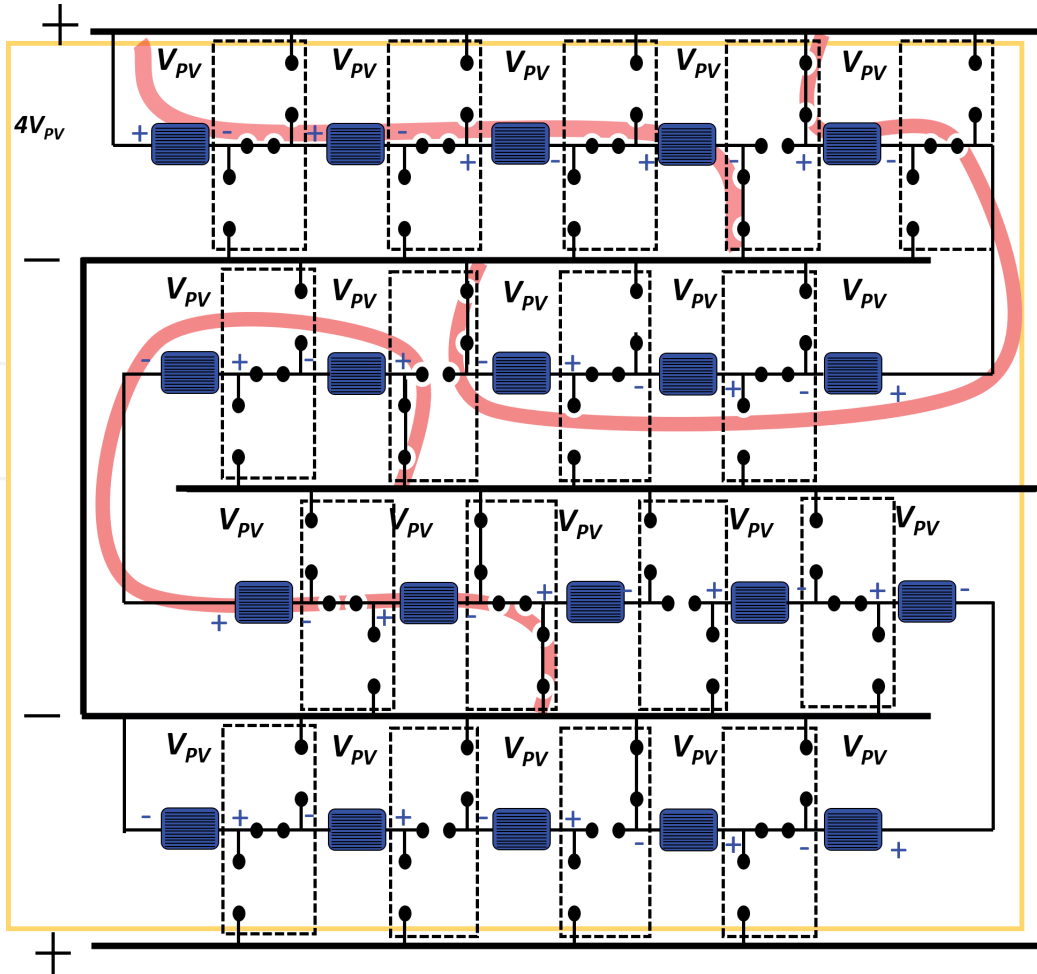 +
V_PV V_PV V_PV V_PV V_PV
4V_PV
+ - + -
+ - + - + -
—
V_PV V_PV V_PV V_PV V_PV
- + - + - +
- + - +
V_PV V_PV V_PV V_PV V_PV
+ - + + -
+ - + - -
—
V_PV V_PV V_PV V_PV V_PV
- + - + - +
- + - +
+